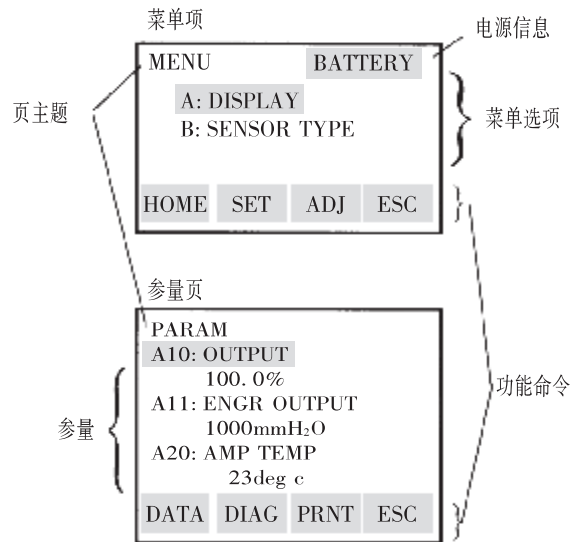 菜单项
电源信息
MENU BATTERY
A: DISPLAY
B: SENSOR TYPE
页主题
菜单选项
HOME SET ADJ ESC
参量页
PARAM
A10: OUTPUT
100. 0%
A11: ENGR OUTPUT
1000mmH₂O
A20: AMP TEMP
23deg c
参量
功能命令
DATA DIAG PRNT ESC